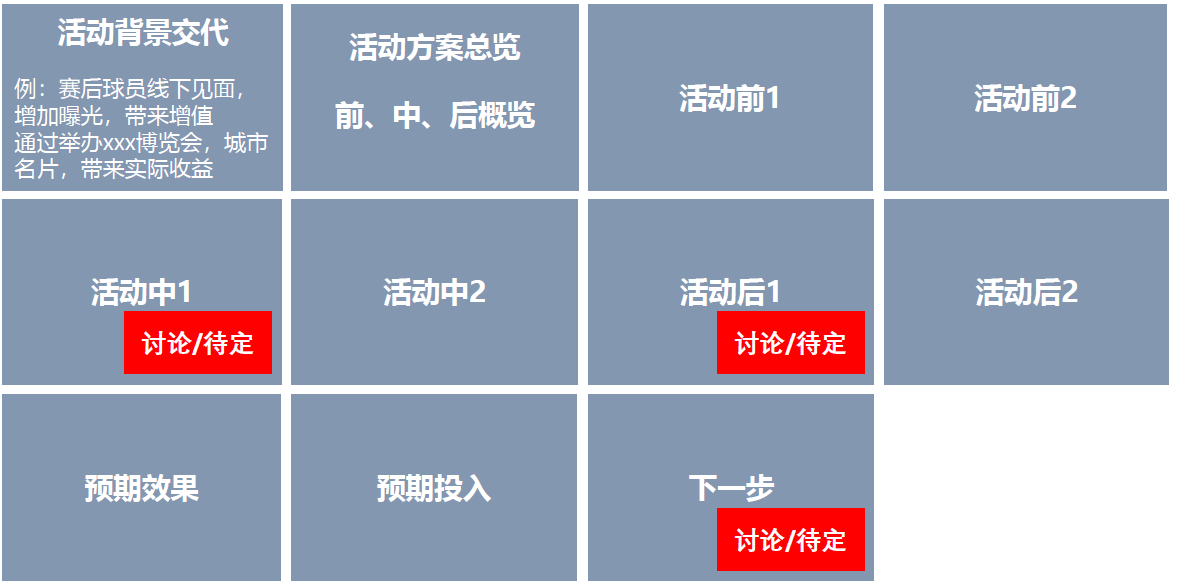 活动背景交代
例：赛后球员线下见面，
增加曝光，带来增值
通过举办xxx博览会，城市
名片，带来实际收益
活动方案总览
前、中、后概览
活动前1
活动前2
活动中1
讨论/待定
活动中2
活动后1
讨论/待定
活动后2
预期效果
预期投入
下一步
讨论/待定